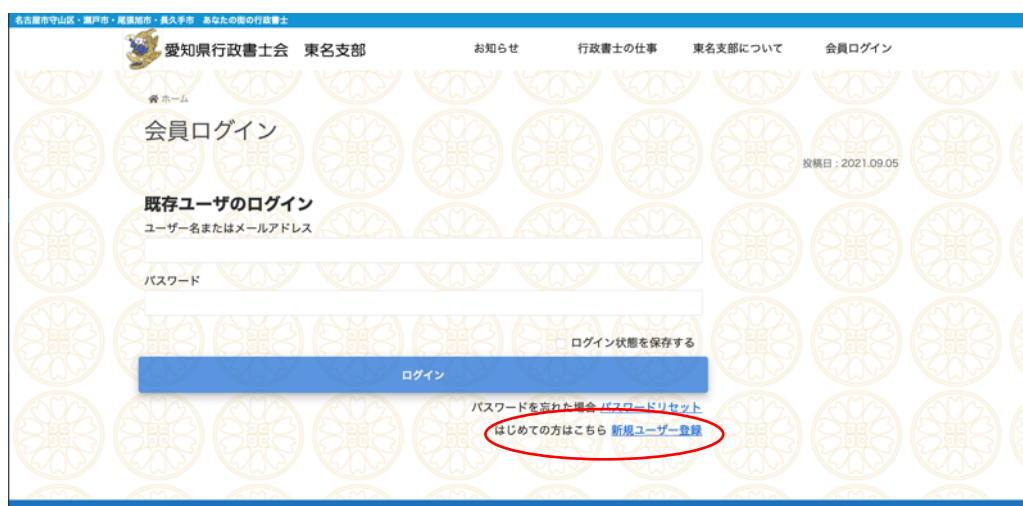 名古屋市守山区・瀬戸市・尾張旭市・長久手市 あなたの街の行政書士
愛知県行政書士会 東名支部
お知らせ 行政書士の仕事 東名支部について 会員ログイン
ホーム
会員ログイン
投稿日 : 2021.09.05
既存ユーザのログイン
ユーザー名またはメールアドレス
パスワード
ログイン状態を保存する
ログイン
パスワードを忘れた場合 パスワードリセット
はじめての方はこちら 新規ユーザー登録